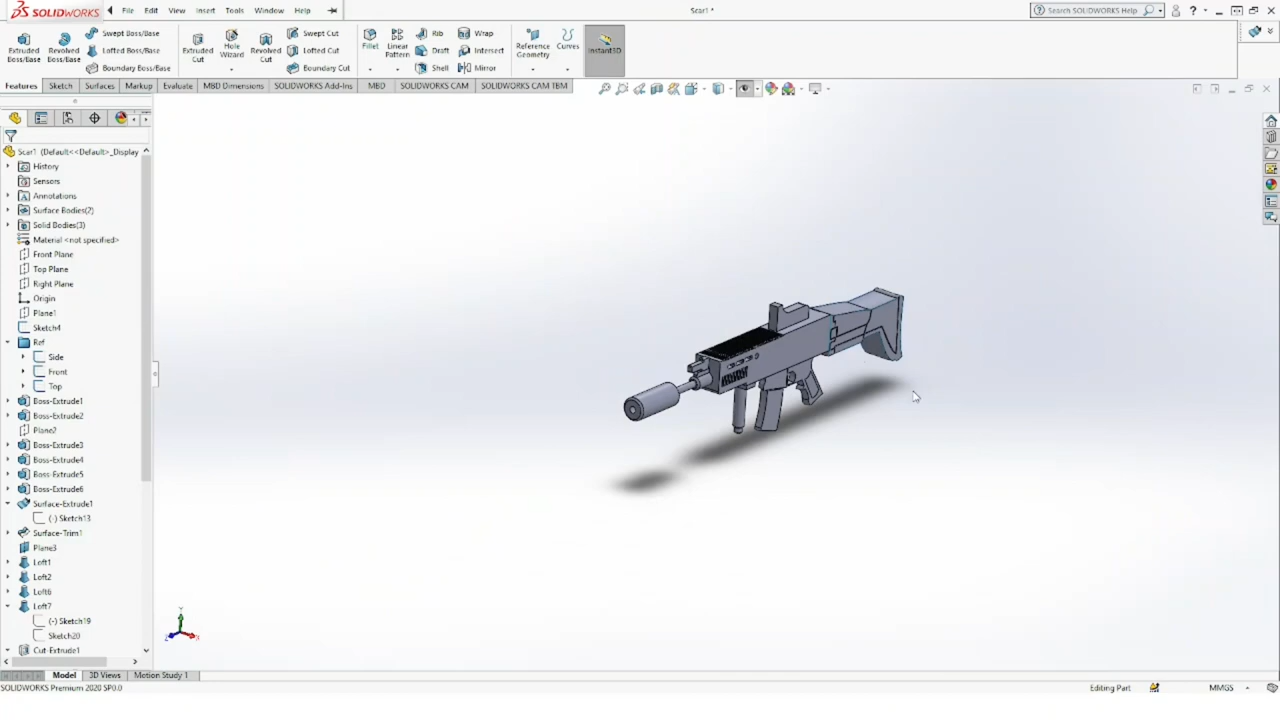 SOLIDWORKS File Edit View Insert Tools Window Help Scar1 * Search SOLIDWORKS Help
Extruded Boss/Base
Revolved Boss/Base
Swept Boss/Base
Lofted Boss/Base
Boundary Boss/Base
Extruded Cut
Hole Wizard
Revolved Cut
Swept Cut
Lofted Cut
Boundary Cut
Fillet
Linear Pattern
Rib
Draft
Shell
Wrap
Intersect
Mirror
Reference Geometry
Curves
Instant3D
Features Sketch Surfaces Markup Evaluate MBD Dimensions SOLIDWORKS Add-Ins MBD SOLIDWORKS CAM SOLIDWORKS CAM TBM
Scar1 (Default<<Default>_Display
History
Sensors
Annotations
Surface Bodies(2)
Solid Bodies(3)
Material <not specified>
Front Plane
Top Plane
Right Plane
Origin
Plane1
Sketch4
Ref
Side
Front
Top
Boss-Extrude1
Boss-Extrude2
Plane2
Boss-Extrude3
Boss-Extrude4
Boss-Extrude5
Boss-Extrude6
Surface-Extrude1
(-) Sketch13
Surface-Trim1
Plane3
Loft1
Loft2
Loft6
Loft7
(-) Sketch19
Sketch20
Cut-Extrude1
Y
Z
X
Model 3D Views Motion Study 1
SOLIDWORKS Premium 2020 SP0.0 Editing Part MMGS